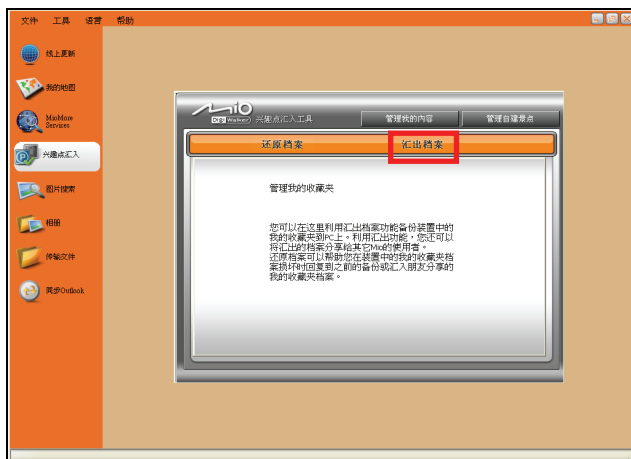 文件 工具 语言 帮助
线上更新
我的地图
MioMore
Services
兴趣点汇入
图片搜索
相册
传输文件
同步Outlook
Mio
DigiWalker 兴趣点汇入工具 管理我的内容 管理自建景点
还原档案 汇出档案
管理我的收藏夹
您可以在这里利用汇出档案功能备份装置中的
我的收藏夹到PC上。利用汇出功能，您还可以
将汇出的档案分享给其它Mio的使用者。
还原档案可以帮助您在装置中的我的收藏夹档
案损坏时回复到之前的备份或汇入朋友分享的
我的收藏夹档案。